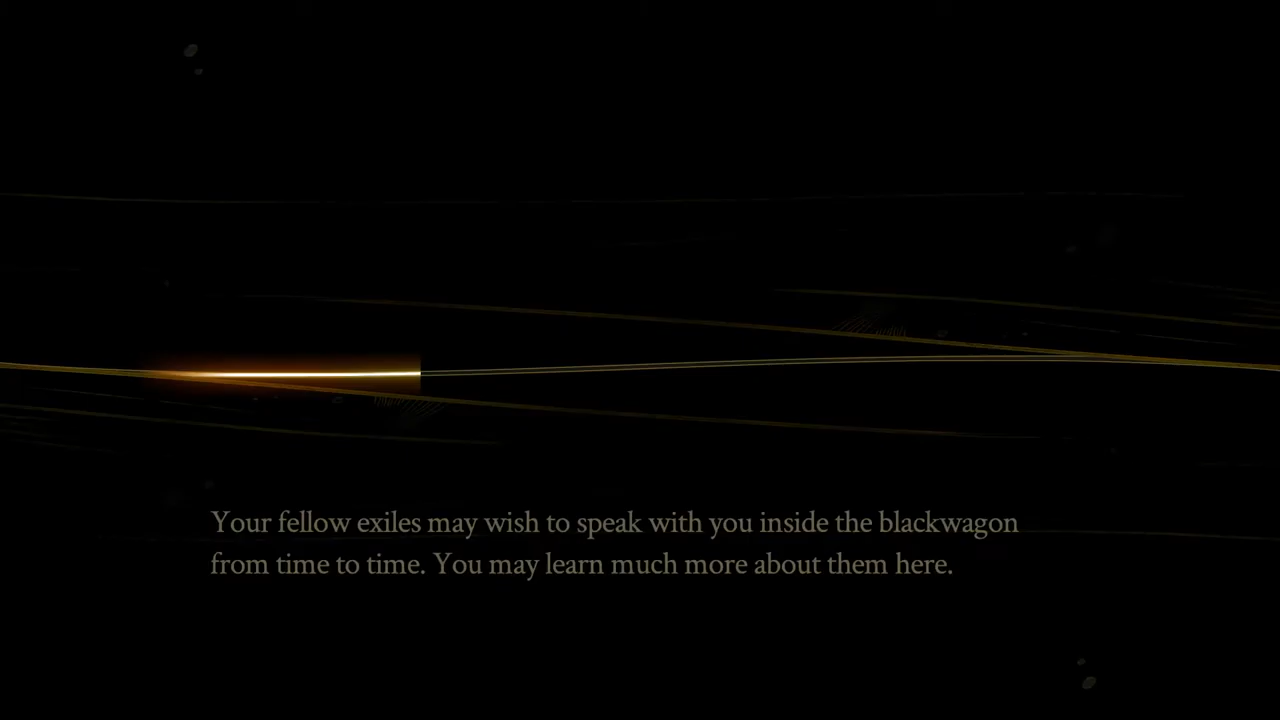 Your fellow exiles may wish to speak with you inside the blackwagon
from time to time. You may learn much more about them here.